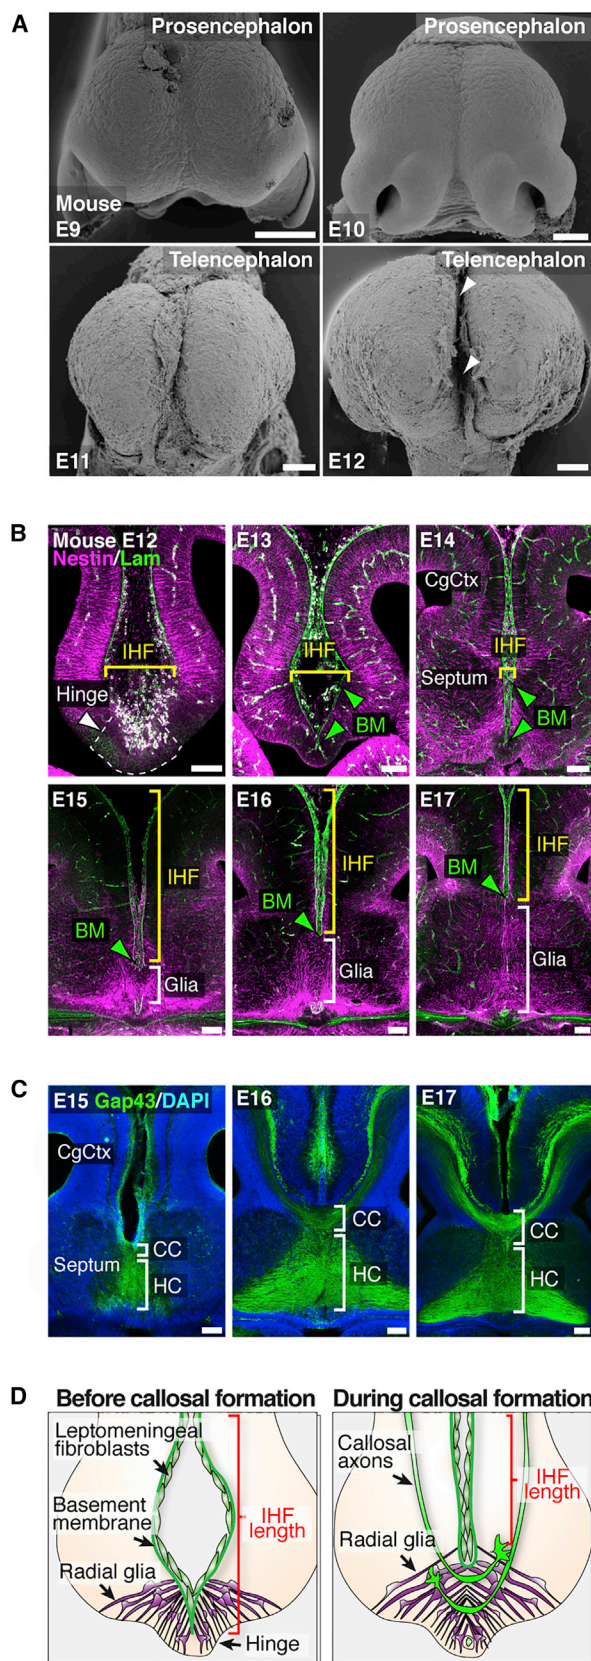 A
Prosencephalon
Mouse
E9
Prosencephalon
E10
Telencephalon
E11
Telencephalon
E12
B
Mouse E12
Nestin/Lam
IHF
Hinge
E13
IHF
BM
E14
CgCtx
IHF
Septum
BM
E15
IHF
BM
Glia
E16
IHF
BM
Glia
E17
IHF
BM
Glia
C
E15 Gap43/DAPI
CgCtx
CC
Septum
HC
E16
CC
HC
E17
CC
HC
D
Before callosal formation
Leptomeningeal
fibroblasts
Basement
membrane
IHF
length
Radial glia
Hinge
During callosal formation
Callosal
axons
IHF
length
Radial glia